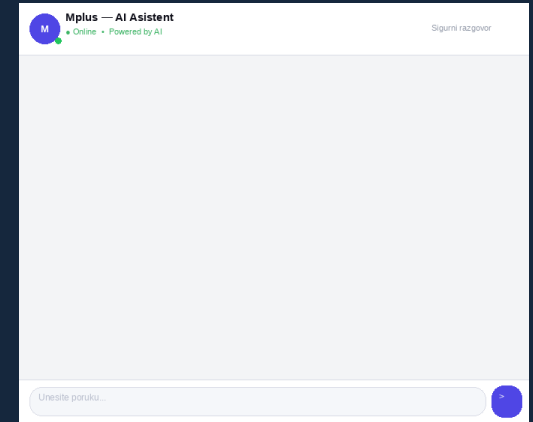 M
Mplus — AI Asistent
● Online • Powered by AI
Sigurni razgovor
Unesite poruku...
>